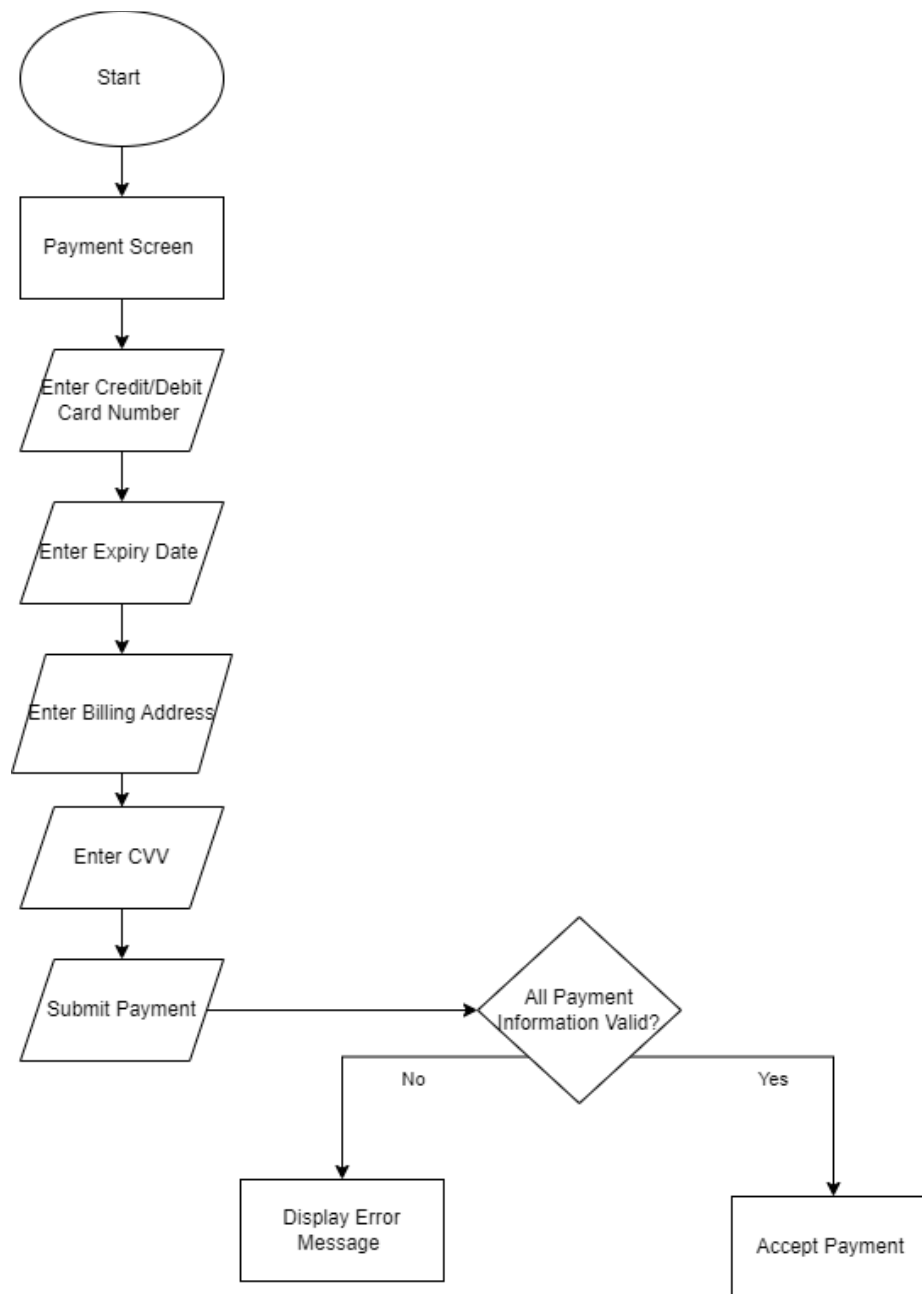 Start
Payment Screen
Enter Credit/Debit
Card Number
Enter Expiry Date
Enter Billing Address
Enter CVV
Submit Payment
All Payment
Information Valid?
No
Yes
Display Error
Message
Accept Payment